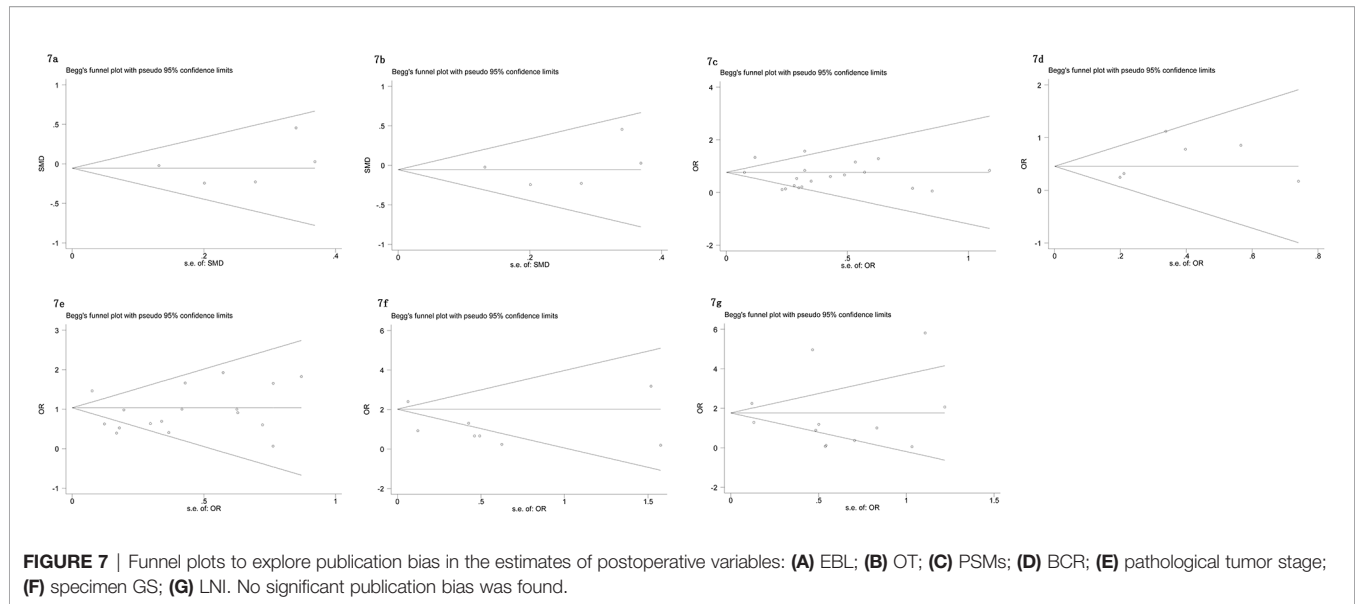 7a
Begg's funnel plot with pseudo 95% confidence limits
1
.5
0
-.5
-1
SMD
0
.2
.4
s.e. of: SMD
7b
Begg's funnel plot with pseudo 95% confidence limits
1
.5
0
-.5
-1
SMD
0
.2
.4
s.e. of: SMD
7c
Begg's funnel plot with pseudo 95% confidence limits
4
2
0
-2
OR
0
.5
1
s.e. of: OR
7d
Begg's funnel plot with pseudo 95% confidence limits
2
1
0
-1
OR
0
.2
.4
.6
.8
s.e. of: OR
7e
Begg's funnel plot with pseudo 95% confidence limits
3
2
1
0
-1
OR
0
.5
1
s.e. of: OR
7f
Begg's funnel plot with pseudo 95% confidence limits
6
4
2
0
-2
OR
0
.5
1
1.5
s.e. of: OR
7g
Begg's funnel plot with pseudo 95% confidence limits
6
4
2
0
-2
OR
0
.5
1
1.5
s.e. of: OR
FIGURE 7 | Funnel plots to explore publication bias in the estimates of postoperative variables: (A) EBL; (B) OT; (C) PSMs; (D) BCR; (E) pathological tumor stage;
(F) specimen GS; (G) LNI. No significant publication bias was found.